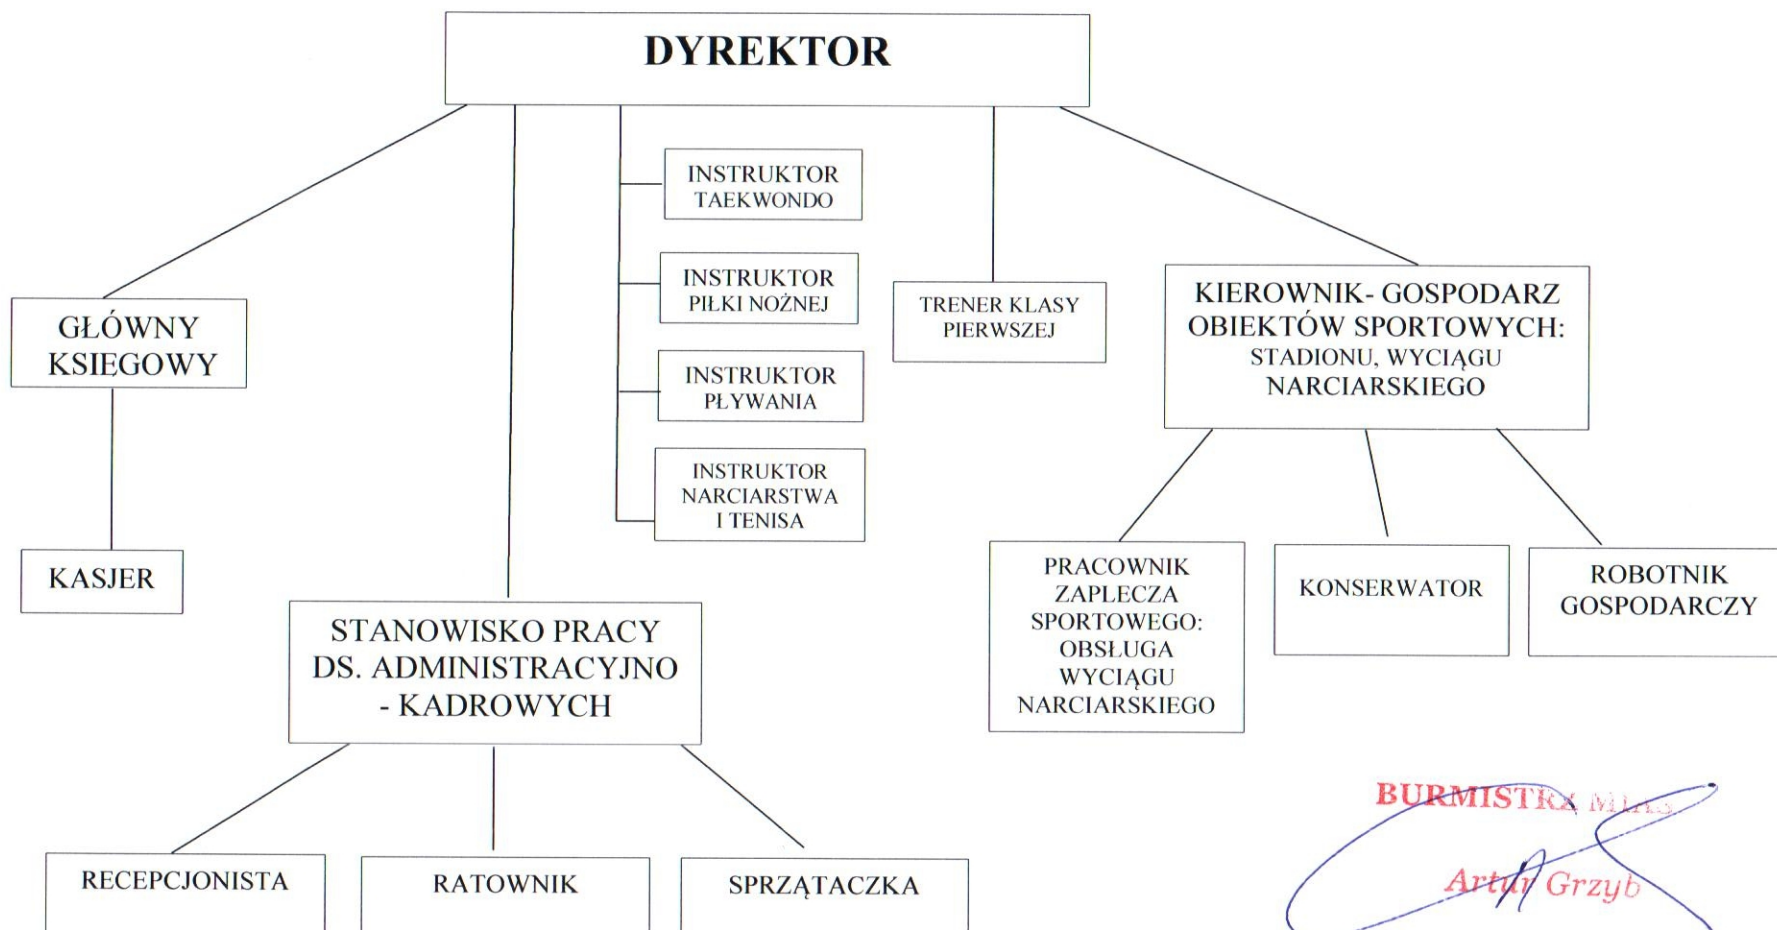 DYREKTOR
INSTRUKTOR
TAEKWONDO
INSTRUKTOR
PIŁKI NOŻNEJ
INSTRUKTOR
PŁYWANIA
INSTRUKTOR
NARCIARSTWA
I TENISA
TRENER KLASY
PIERWSZEJ
KIEROWNIK- GOSPODARZ
OBIEKTÓW SPORTOWYCH:
STADIONU, WYCIĄGU
NARCIARSKIEGO
GŁÓWNY
KSIĘGOWY
KASJER
STANOWISKO PRACY
DS. ADMINISTRACYJNO
- KADROWYCH
PRACOWNIK
ZAPLECZA
SPORTOWEGO:
OBSŁUGA
WYCIĄGU
NARCIARSKIEGO
KONSERWATOR
ROBOTNIK
GOSPODARCZY
RECEPCJONISTA
RATOWNIK
SPRZĄTACZKA
BURMISTRZ
Artur Grzyb